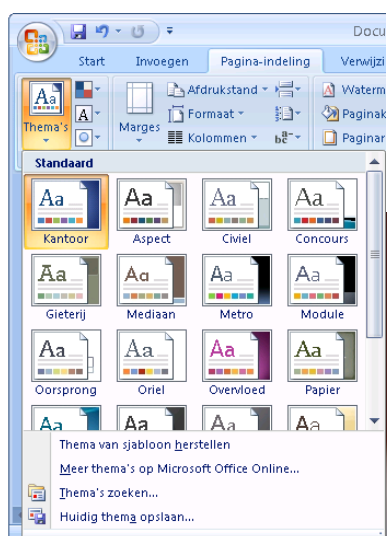 Docu
Start Invoegen Pagina-indeling Verwijzi
Aa Afdrukstand Waterm
A Formaat Paginak
Thema's Marges Kolommen Paginar
Standaard
Aa Aa Aa Aa
Kantoor Aspect Civiel Concours
Aa Aa Aa Aa
Gieterij Mediaan Metro Module
Aa Aa Aa Aa
Oorsprong Oriel Overvloed Papier
Aa Aa Aa Aa
Thema van sjabloon herstellen
Meer thema's op Microsoft Office Online...
Thema's zoeken...
Huidig thema opslaan...